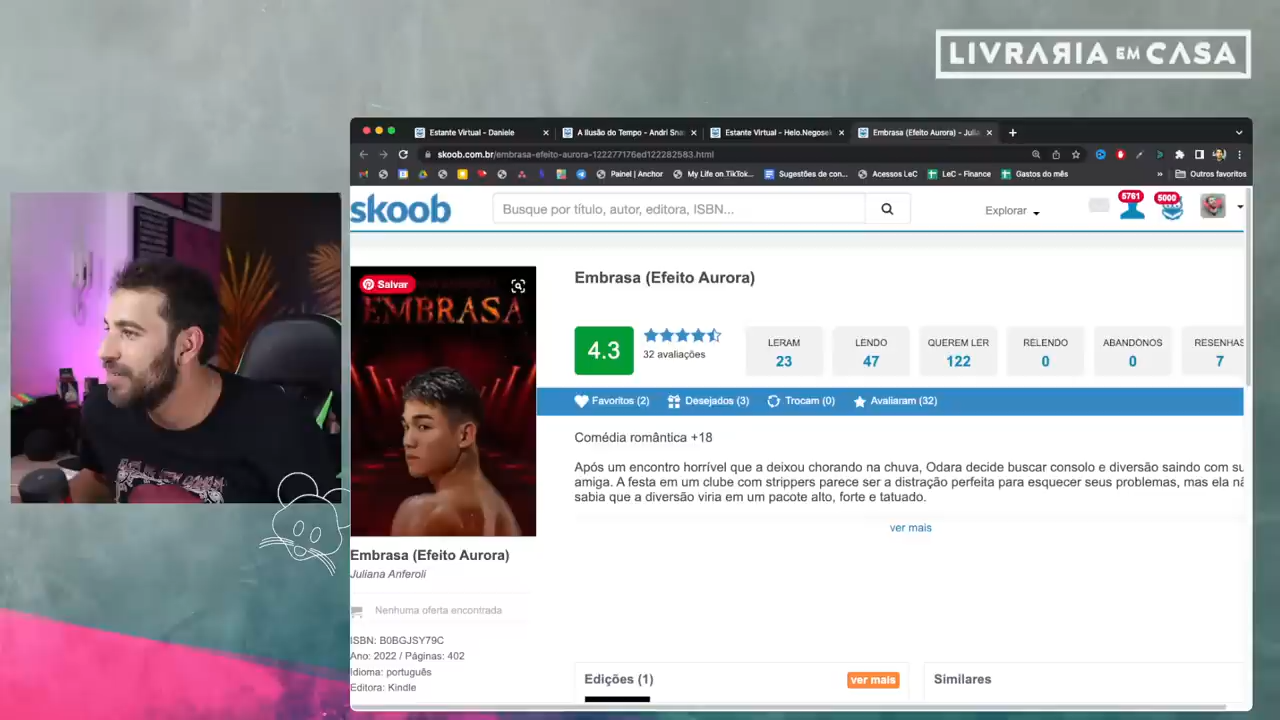 LIVRARIA EM CASA
Estante Virtual - Daniele
A Ilusão do Tempo - Andri Sna
Estante Virtual - Helo.Negosek
Embrasa (Efeito Aurora) - Julia
skoob.com.br/embrasa-efeito-aurora-122277176ed122282583.html
Painel | Anchor
My Life on TikTok...
Sugestões de con...
Acessos LeC
LeC - Finance
Gastos do mês
»
Outros favoritos
skoob
Busque por título, autor, editora, ISBN...
Explorar
5761
5000
Salvar
EMBRASA
Embrasa (Efeito Aurora)
4.3
32 avaliações
LERAM
23
LENDO
47
QUEREM LER
122
RELENDO
0
ABANDONOS
0
RESENHAS
7
Favoritos (2)
Desejados (3)
Trocam (0)
Avaliaram (32)
Comédia romântica +18
Após um encontro horrível que a deixou chorando na chuva, Odara decide buscar consolo e diversão saindo com su
amiga. A festa em um clube com strippers parece ser a distração perfeita para esquecer seus problemas, mas ela nã
sabia que a diversão viria em um pacote alto, forte e tatuado.
ver mais
Embrasa (Efeito Aurora)
Juliana Anferoli
Nenhuma oferta encontrada
ISBN: B0BGJSY79C
Ano: 2022 / Páginas: 402
Idioma: português
Editora: Kindle
Edições (1)
ver mais
Similares